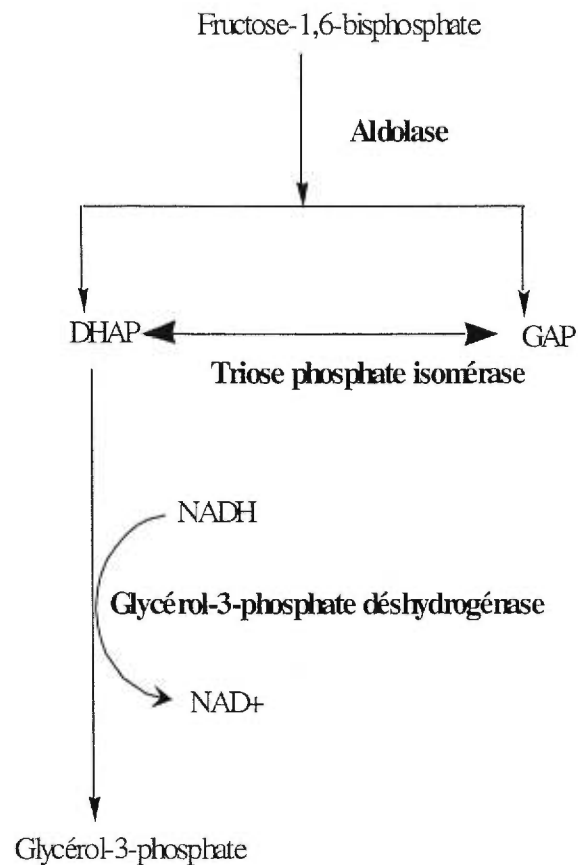 Fructose-1,6-bisphosphate
Aldolase
DHAP
GAP
Triose phosphate isomérase
NADH
Glycérol-3-phosphate déshydrogénase
NAD+
Glycérol-3-phosphate